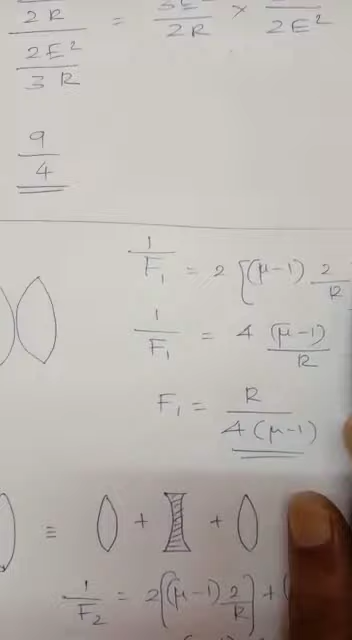 2R = 3E / 2R × 2E²
2E² / 3R
9/4
1/F₁ = 2 [(μ-1) 2/R
1/F₁ = 4 (μ-1)/R
F₁ = R / 4(μ-1)
≡ + +
1/F₂ = 2[(μ-1) 2/R] + (